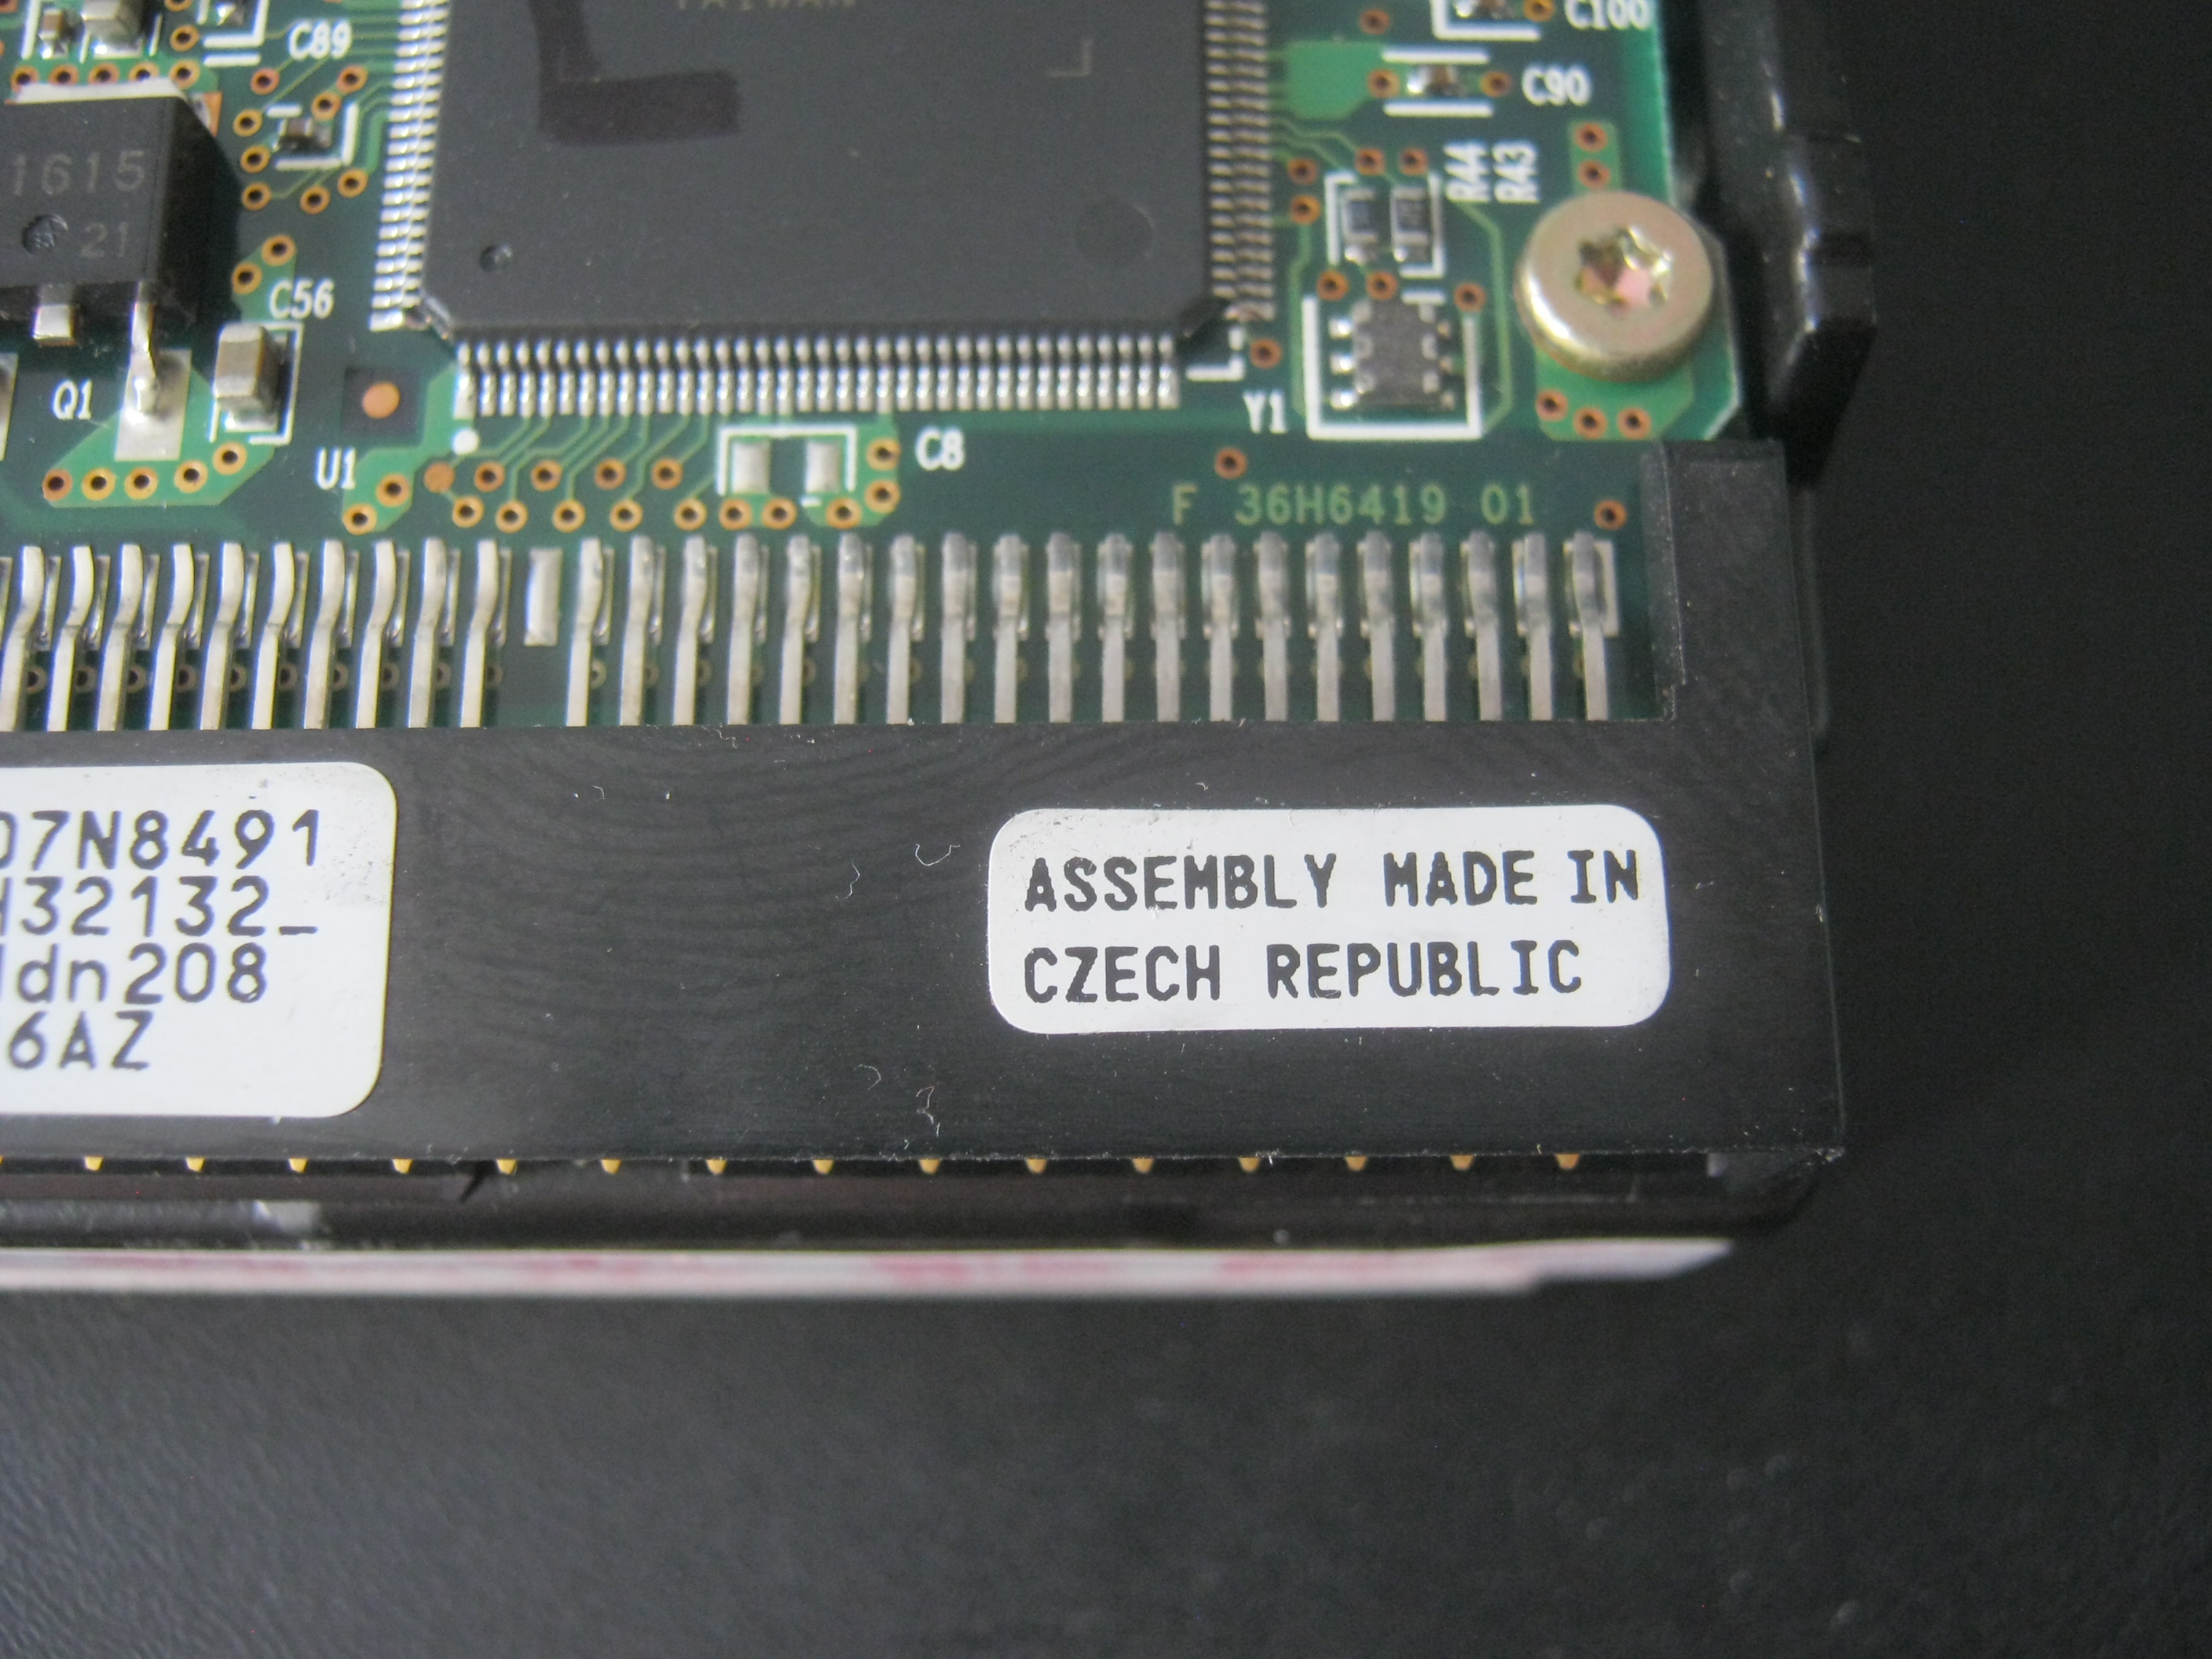 TAIWAN
C100
C89
C90
1615
21
R44
R43
C56
Q1
Y1
U1
C8
F 36H6419 01
07N8491
H32132_
dn208
6AZ
ASSEMBLY MADE IN
CZECH REPUBLIC